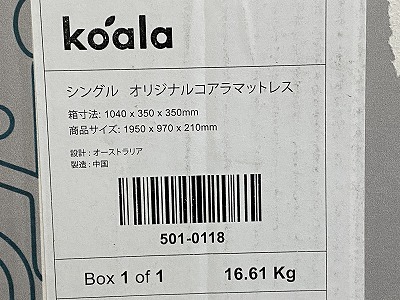 koala
シングル オリジナルコアラマットレス
箱寸法: 1040 x 350 x 350mm
商品サイズ: 1950 x 970 x 210mm
設計 : オーストラリア
製造 : 中国
501-0118
Box 1 of 1 16.61 Kg